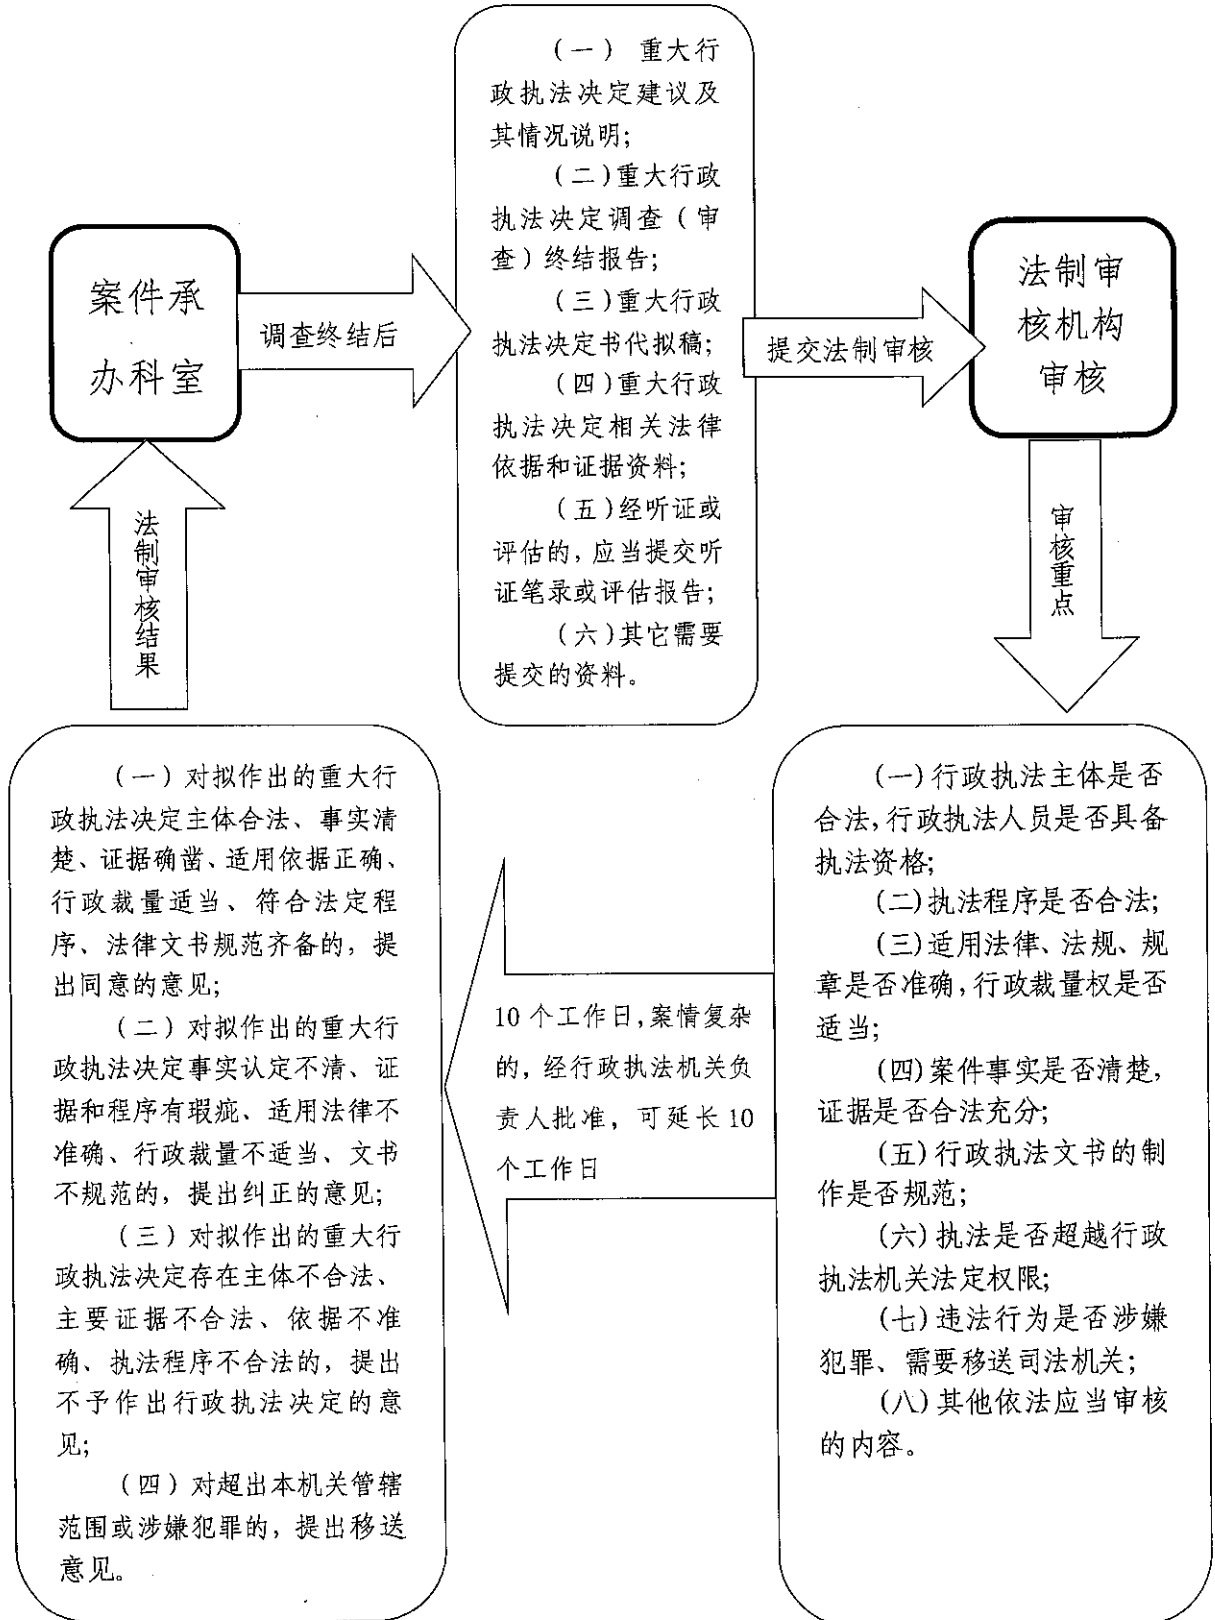 案件承
办科室
调查终结后
（一） 重大行
政执法决定建议及
其情况说明;
（二）重大行政
执法决定调查（审
查）终结报告;
（三）重大行政
执法决定书代拟稿;
（四）重大行政
执法决定相关法律
依据和证据资料;
（五）经听证或
评估的, 应当提交听
证笔录或评估报告;
（六）其它需要
提交的资料。
提交法制审核
法制审
核机构
审核
审核重点
(一)行政执法主体是否
合法,行政执法人员是否具备
执法资格;
(二)执法程序是否合法;
(三)适用法律、法规、规
章是否准确,行政裁量权是否
适当;
(四)案件事实是否清楚,
证据是否合法充分;
(五)行政执法文书的制
作是否规范;
(六)执法是否超越行政
执法机关法定权限;
(七)违法行为是否涉嫌
犯罪、需要移送司法机关;
(八)其他依法应当审核
的内容。
10 个工作日,案情复杂
的, 经行政执法机关负
责人批准, 可延长 10
个工作日
（一）对拟作出的重大行
政执法决定主体合法、事实清
楚、证据确凿、适用依据正确、
行政裁量适当、符合法定程
序、法律文书规范齐备的, 提
出同意的意见;
（二）对拟作出的重大行
政执法决定事实认定不清、证
据和程序有瑕疵、适用法律不
准确、行政裁量不适当、文书
不规范的, 提出纠正的意见;
（三）对拟作出的重大行
政执法决定存在主体不合法、
主要证据不合法、依据不准
确、执法程序不合法的, 提出
不予作出行政执法决定的意
见;
（四）对超出本机关管辖
范围或涉嫌犯罪的, 提出移送
意见。
法制审核结果